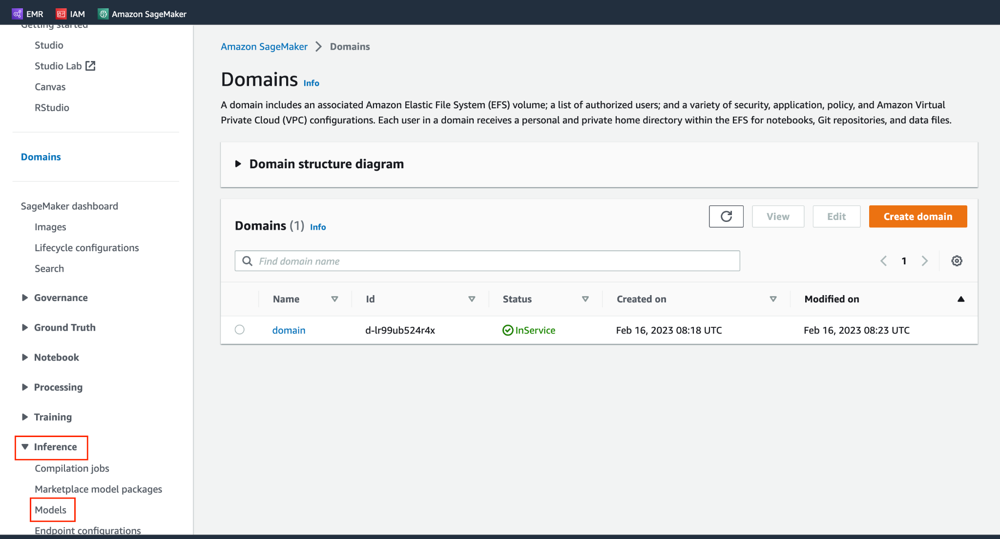 EMR IAM Amazon SageMaker
Getting started
Studio
Studio Lab
Canvas
RStudio
Domains
SageMaker dashboard
Images
Lifecycle configurations
Search
Governance
Ground Truth
Notebook
Processing
Training
Inference
Compilation jobs
Marketplace model packages
Models
Endpoint configurations
Amazon SageMaker Domains
Domains Info
A domain includes an associated Amazon Elastic File System (EFS) volume; a list of authorized users; and a variety of security, application, policy, and Amazon Virtual
Private Cloud (VPC) configurations. Each user in a domain receives a personal and private home directory within the EFS for notebooks, Git repositories, and data files.
Domain structure diagram
Domains (1) Info
View Edit Create domain
Find domain name
1
Name Id Status Created on Modified on
domain d-lr99ub524r4x InService Feb 16, 2023 08:18 UTC Feb 16, 2023 08:23 UTC